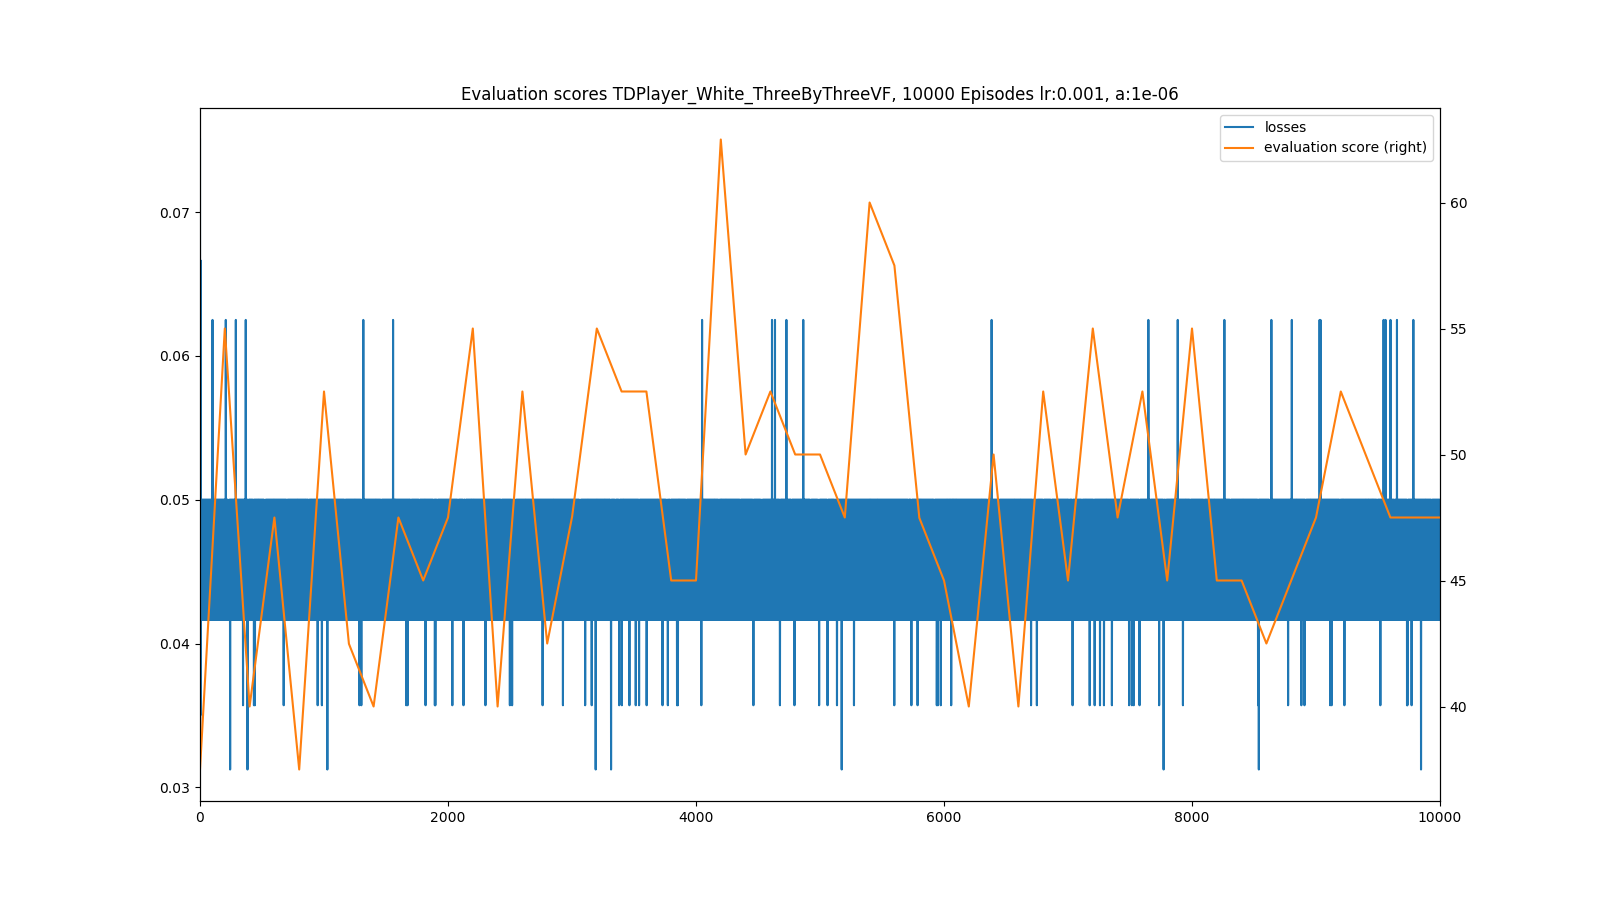 Evaluation scores TDPlayer_White_ThreeByThreeVF, 10000 Episodes lr:0.001, a:1e-06
losses
evaluation score (right)
0.07
0.06
0.05
0.04
0.03
60
55
50
45
40
0 2000 4000 6000 8000 10000